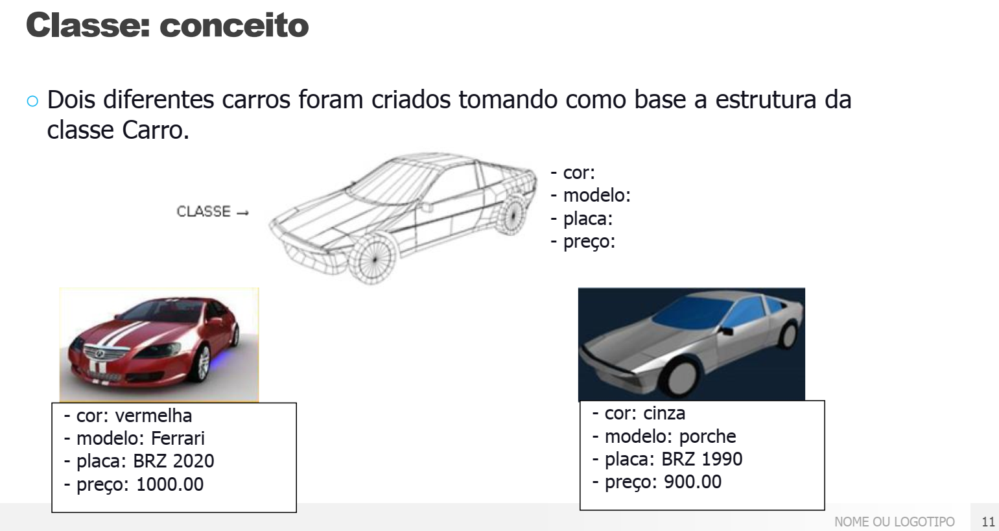 Classe: conceito
Dois diferentes carros foram criados tomando como base a estrutura da
classe Carro.
CLASSE →
- cor:
- modelo:
- placa:
- preço:
- cor: vermelha
- modelo: Ferrari
- placa: BRZ 2020
- preço: 1000.00
- cor: cinza
- modelo: porche
- placa: BRZ 1990
- preço: 900.00
NOME OU LOGOTIPO
11